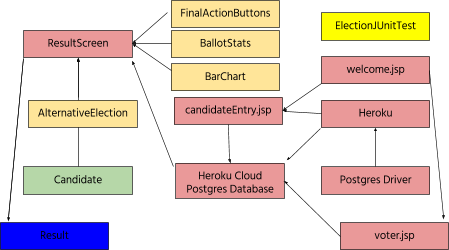 FinalActionButtons
ElectionJUnitTest
ResultScreen
BallotStats
BarChart
welcome.jsp
AlternativeElection
candidateEntry.jsp
Heroku
Candidate
Heroku Cloud
Postgres Database
Postgres Driver
Result
voter.jsp